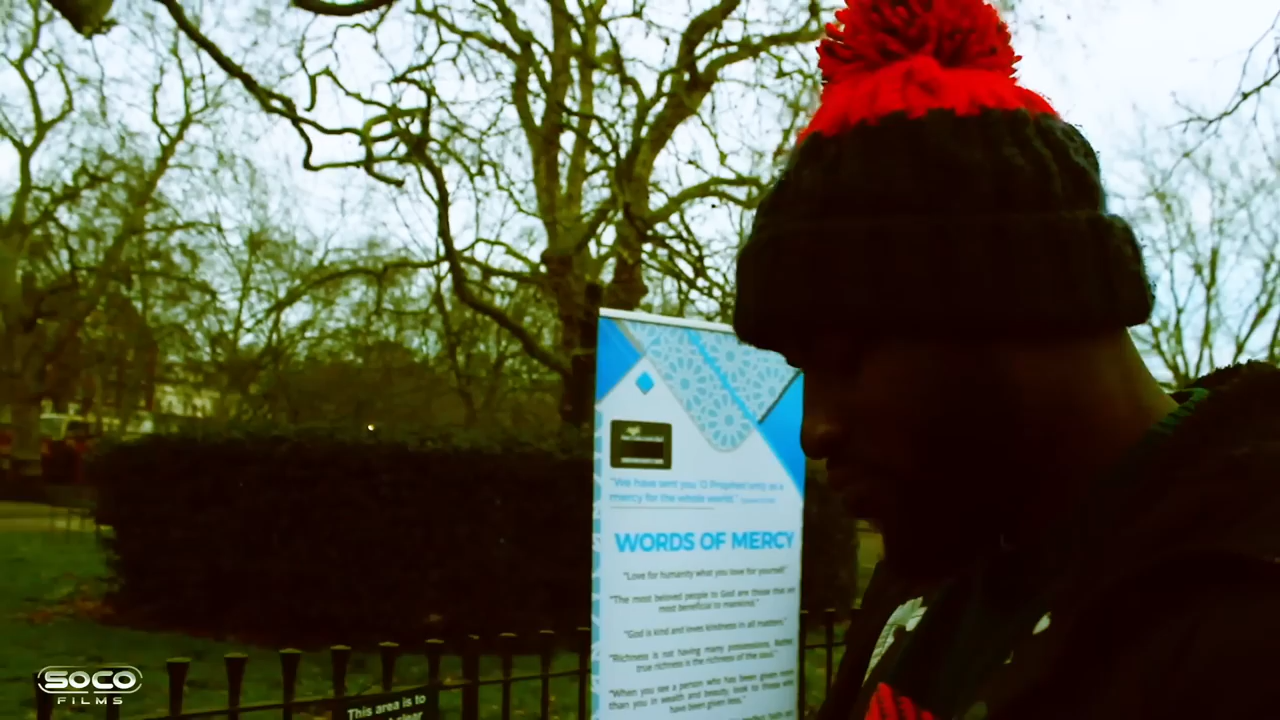 "We have sent you 'O Prophet' only as a
mercy for the whole world."
WORDS OF MERCY
"Love for humanity what you love for yourself"
"The most beloved people to God are those that are
most beneficial to mankind."
"God is kind and loves kindness in all matters."
"Richness is not having many possessions. Rather,
true richness is the richness of the soul."
"When you see a person who has been given more
than you in wealth and beauty, look to those who
have been given less."
This area is to
clear
SOCO
FILMS